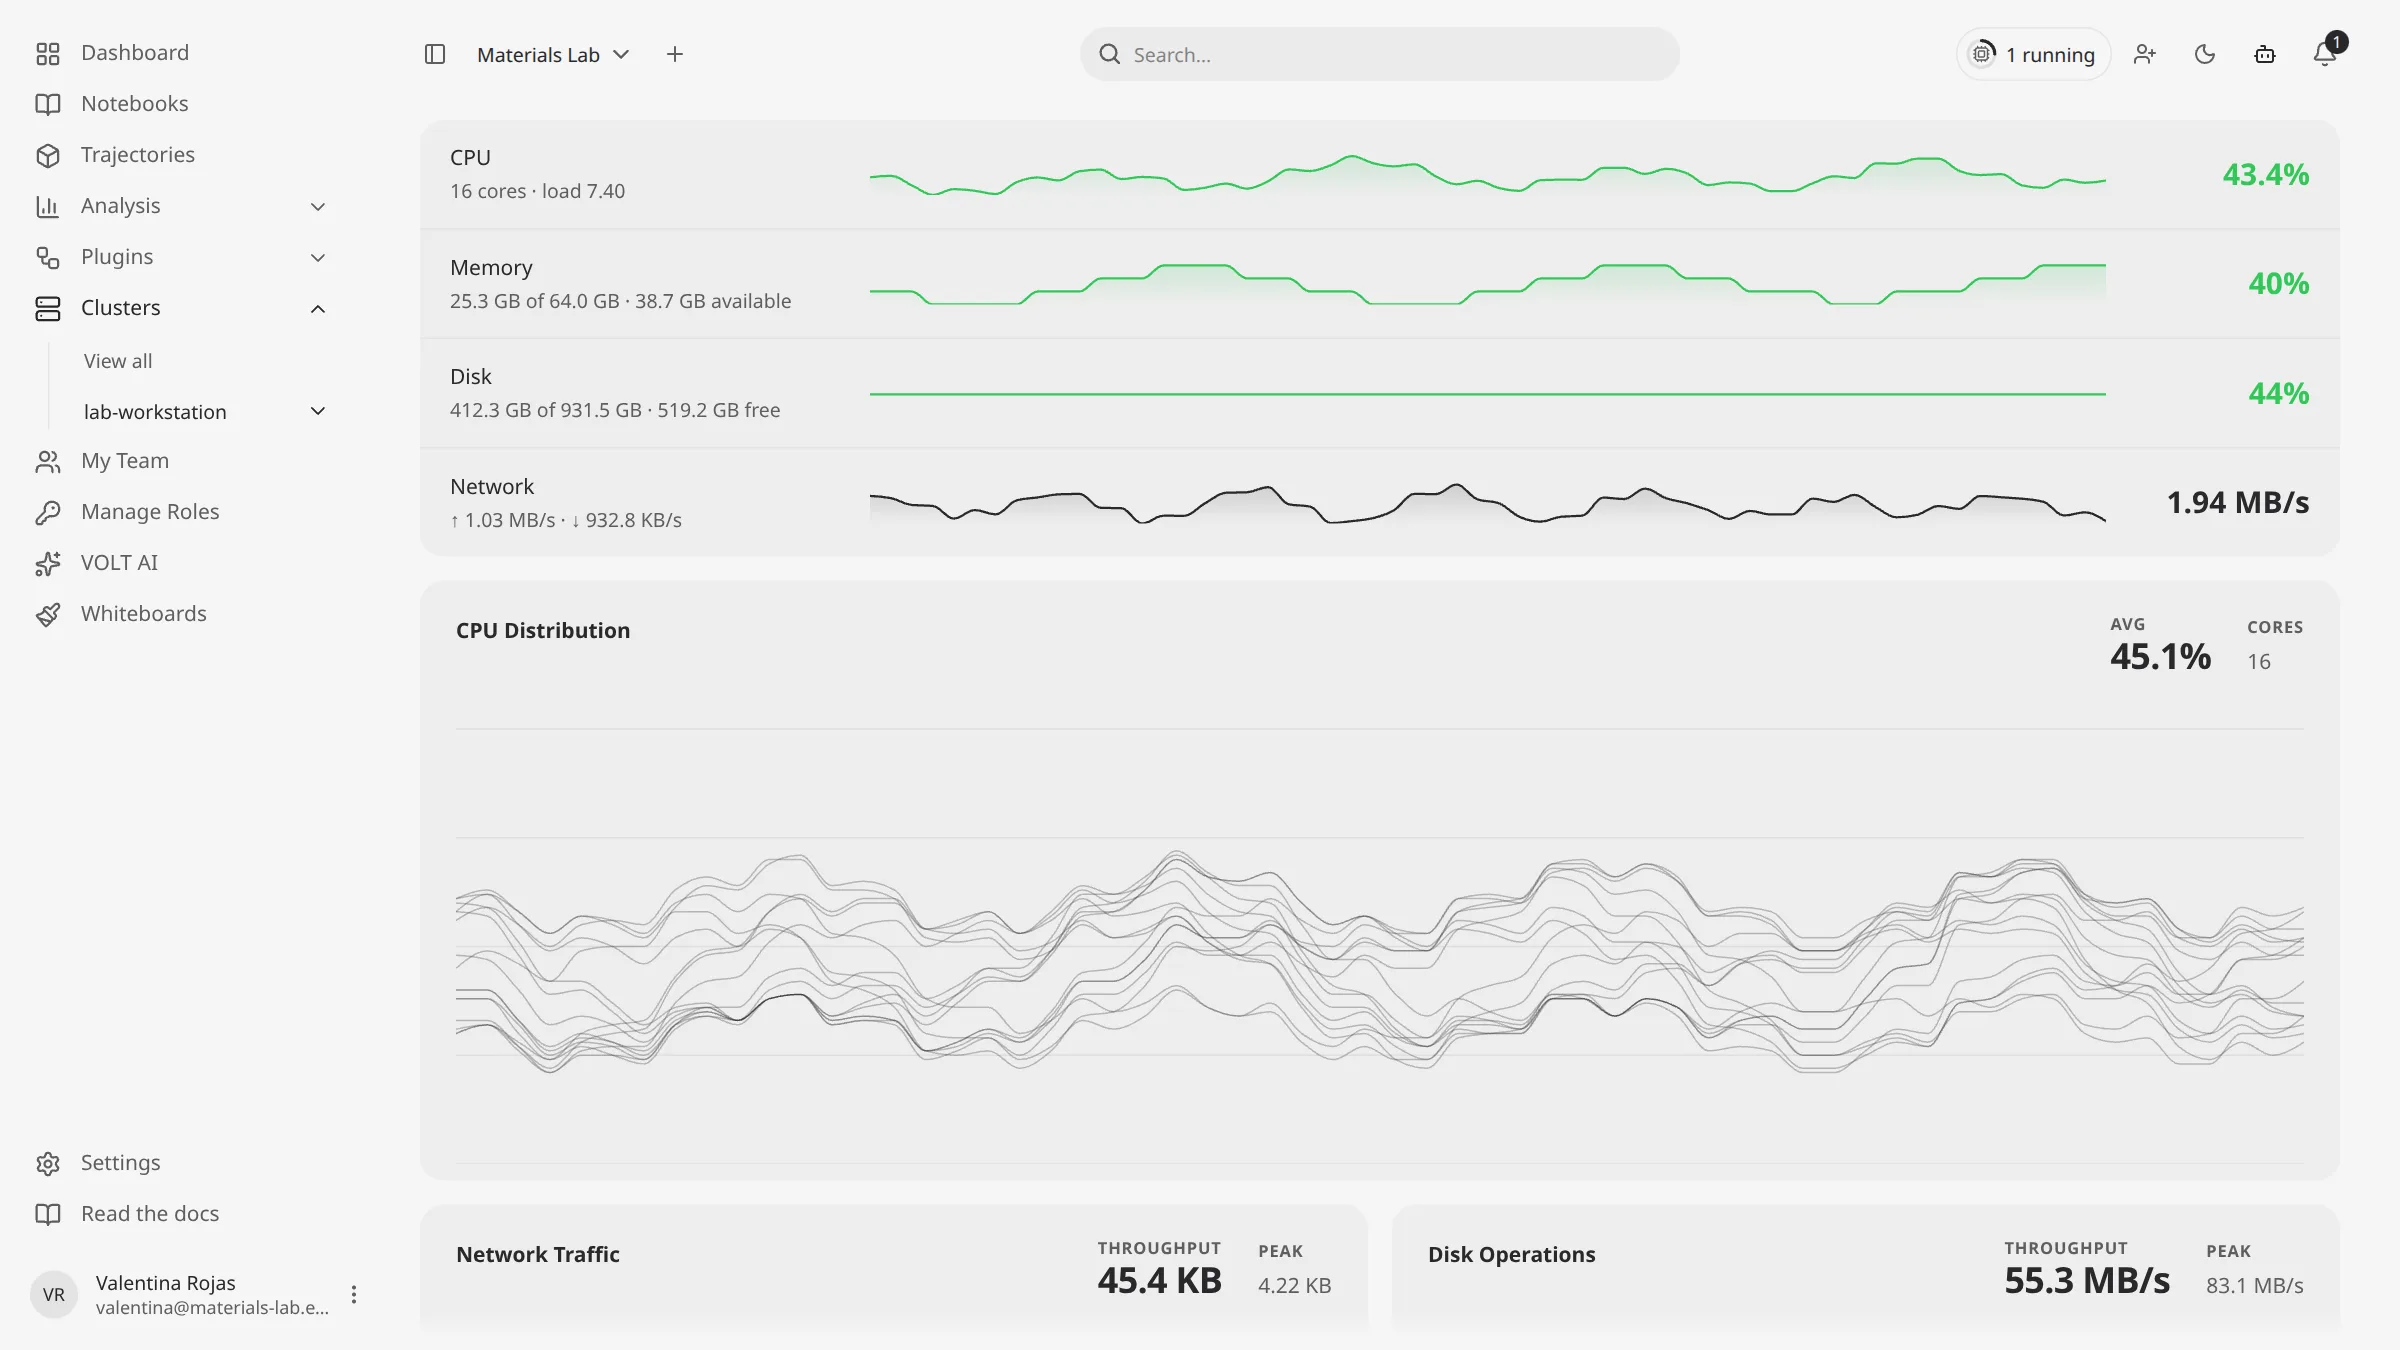 Dashboard
Notebooks
Trajectories
Analysis
Plugins
Clusters
View all
lab-workstation
My Team
Manage Roles
VOLT AI
Whiteboards
Settings
Read the docs
VR
Valentina Rojas
valentina@materials-lab.e...
Materials Lab
Search...
1 running
1
CPU
16 cores · load 7.40
43.4%
Memory
25.3 GB of 64.0 GB · 38.7 GB available
40%
Disk
412.3 GB of 931.5 GB · 519.2 GB free
44%
Network
↑ 1.03 MB/s · ↓ 932.8 KB/s
1.94 MB/s
CPU Distribution
AVG
45.1%
CORES
16
Network Traffic
THROUGHPUT
45.4 KB
PEAK
4.22 KB
Disk Operations
THROUGHPUT
55.3 MB/s
PEAK
83.1 MB/s